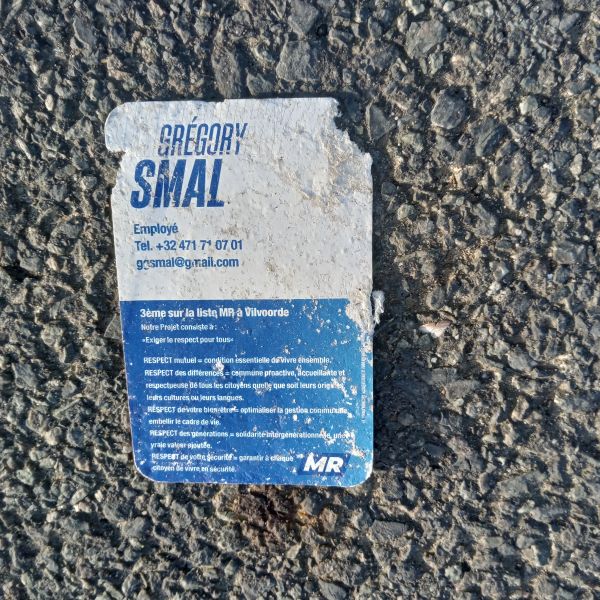 GRÉGORY
SMAL
Employé
Tel. +32 471 71 07 01
3ème sur la liste MR à Vilvoorde
Notre Projet consiste à :
«Exiger le respect pour tous»
RESPECT mutuel = condition essentielle de vivre ensemble.
RESPECT des différences = commune proactive, accueillante et
respectueuse de tous les citoyens quelle que soit leurs origines,
leurs cultures ou leurs langues.
RESPECT de votre bien-être = optimaliser la gestion communale,
embellir le cadre de vie.
RESPECT des générations = solidarité intergénérationnelle, une
vraie valeur ajoutée.
RESPECT de votre sécurité = garantir à chaque
citoyen de vivre en sécurité.
MR